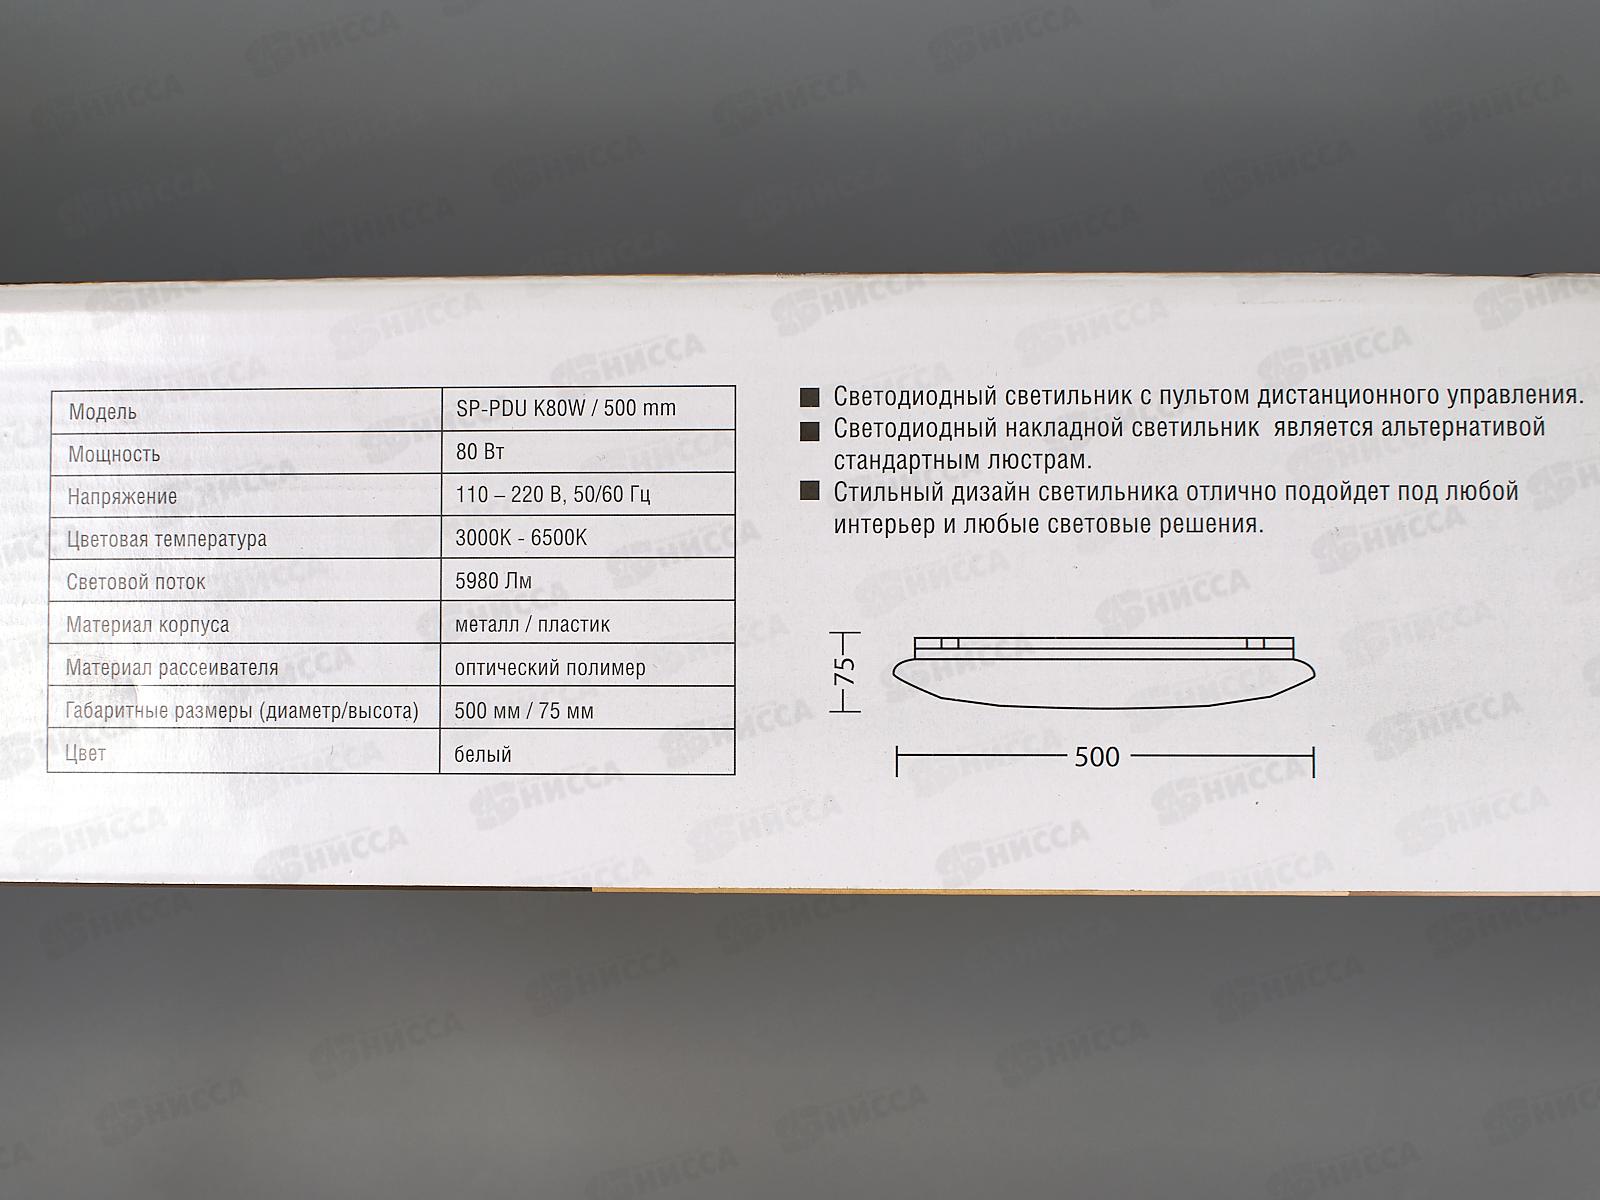 Модель SP-PDU K80W / 500 mm
Мощность 80 Вт
Напряжение 110 – 220 В, 50/60 Гц
Цветовая температура 3000K - 6500K
Световой поток 5980 Лм
Материал корпуса металл / пластик
Материал рассеивателя оптический полимер
Габаритные размеры (диаметр/высота) 500 мм / 75 мм
Цвет белый
Светодиодный светильник с пультом дистанционного управления.
Светодиодный накладной светильник является альтернативой
стандартным люстрам.
Стильный дизайн светильника отлично подойдет под любой
интерьер и любые световые решения.
75
500
НИССА